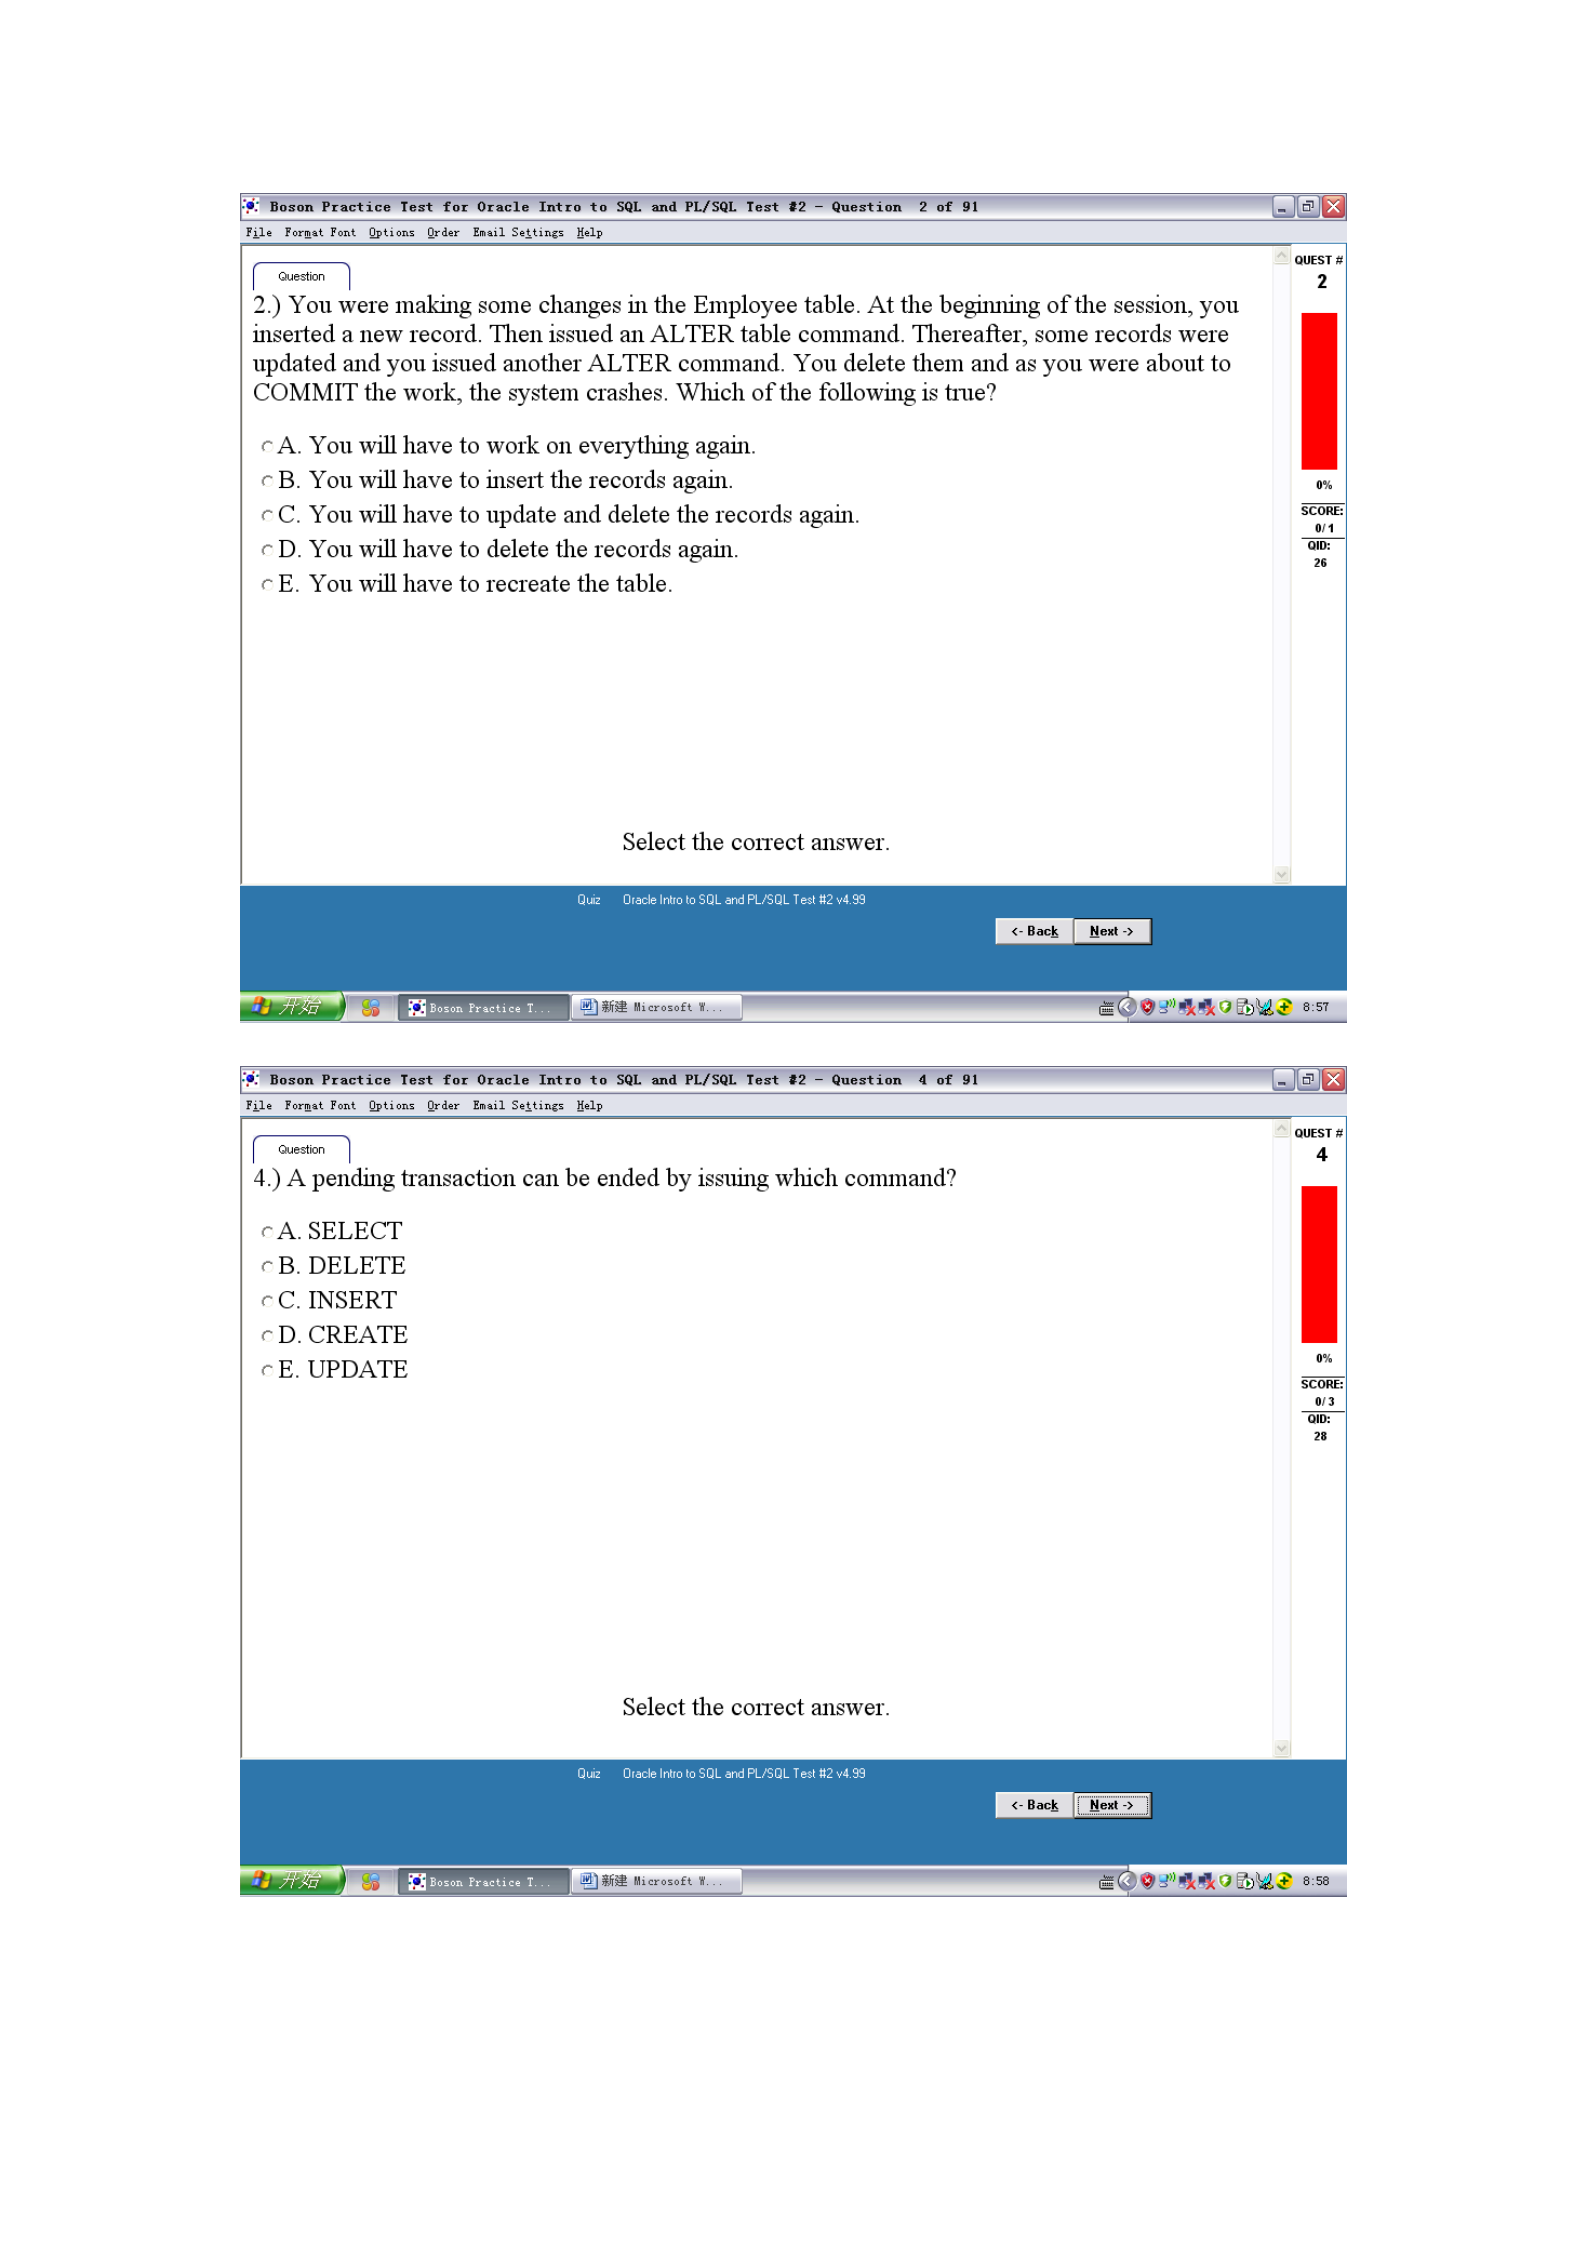 Boson Practice Test for Oracle Intro to SQL and PL/SQL Test #2 - Question 2 of 91
File Format Font Options Order Email Settings Help
Question
QUEST #
2
2.) You were making some changes in the Employee table. At the beginning of the session, you
inserted a new record. Then issued an ALTER table command. Thereafter, some records were
updated and you issued another ALTER command. You delete them and as you were about to
COMMIT the work, the system crashes. Which of the following is true?
A. You will have to work on everything again.
B. You will have to insert the records again.
C. You will have to update and delete the records again.
D. You will have to delete the records again.
E. You will have to recreate the table.
0%
SCORE:
0/1
QID:
26
Select the correct answer.
Quiz Oracle Intro to SQL and PL/SQL Test #2 v4.99
<- Back Next ->
开始 Boson Practice T... 新建 Microsoft W... 8:57
Boson Practice Test for Oracle Intro to SQL and PL/SQL Test #2 - Question 4 of 91
File Format Font Options Order Email Settings Help
Question
QUEST #
4
4.) A pending transaction can be ended by issuing which command?
A. SELECT
B. DELETE
C. INSERT
D. CREATE
E. UPDATE
0%
SCORE:
0/3
QID:
28
Select the correct answer.
Quiz Oracle Intro to SQL and PL/SQL Test #2 v4.99
<- Back Next ->
开始 Boson Practice T... 新建 Microsoft W... 8:58